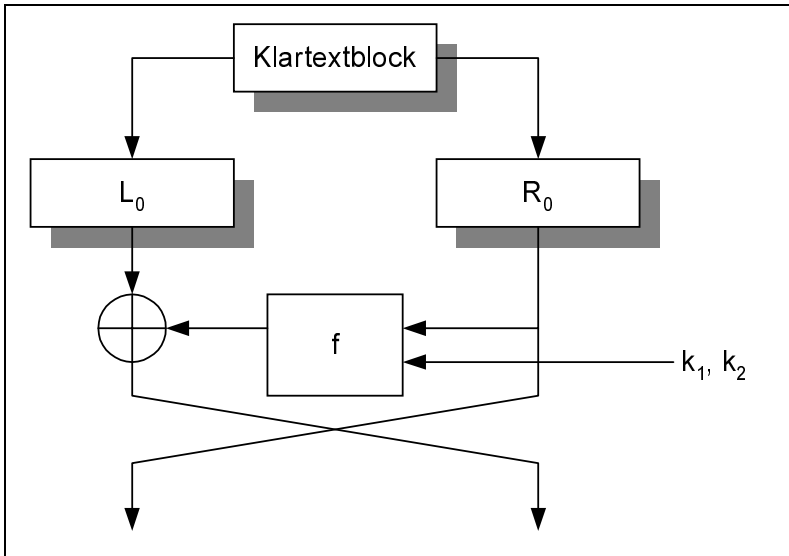 Klartextblock
L₀
R₀
f
k₁, k₂